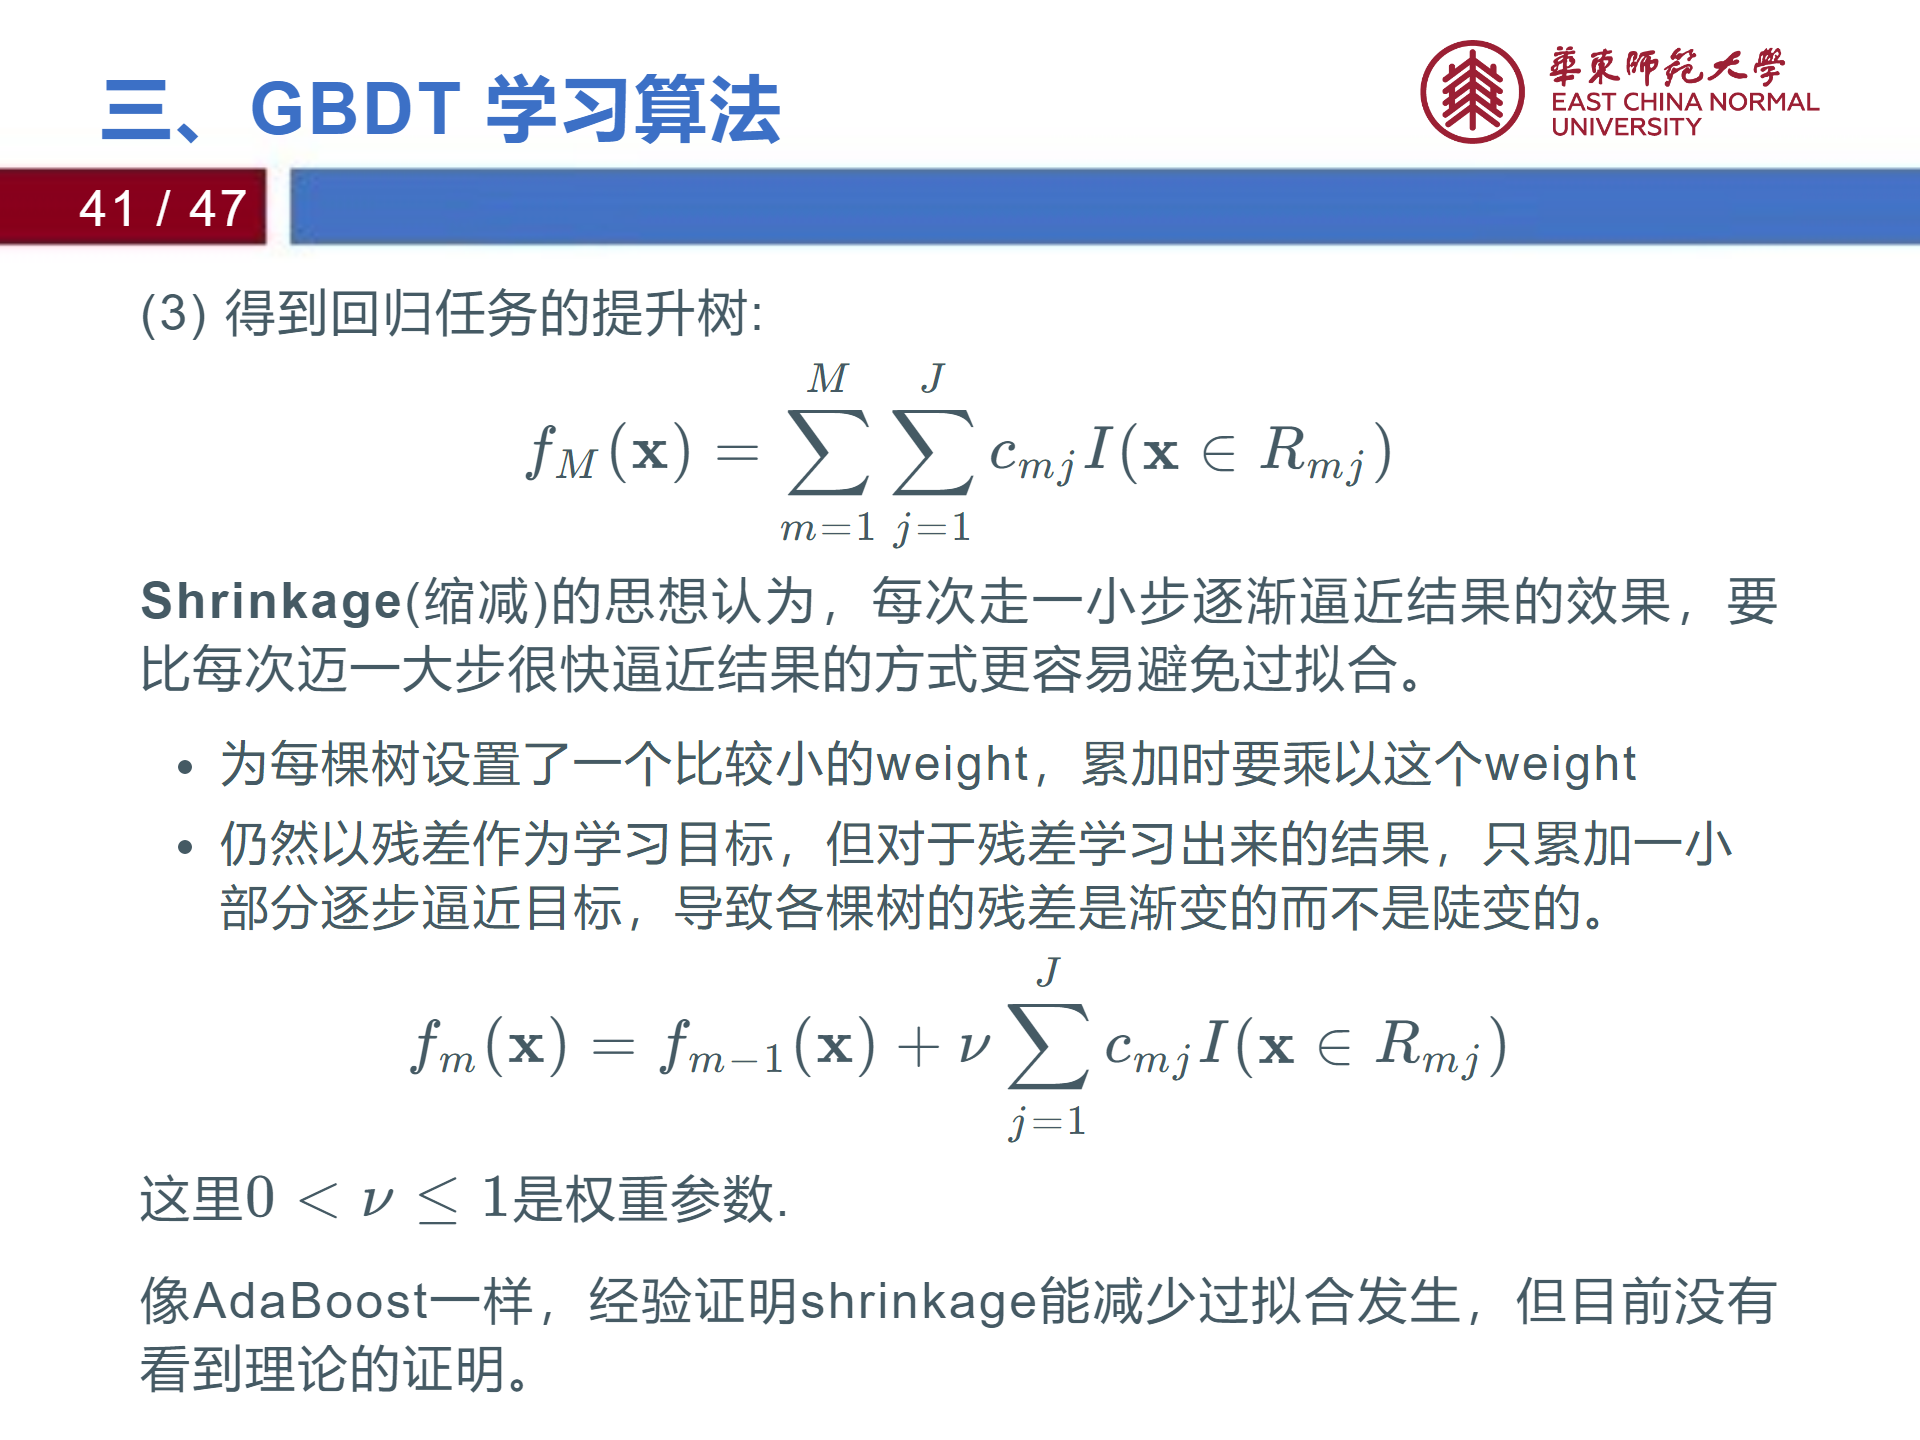 三、GBDT 学习算法
華東師範大學
EAST CHINA NORMAL
UNIVERSITY
41 / 47
(3) 得到回归任务的提升树:
f_M(x) = \sum_{m=1}^{M} \sum_{j=1}^{J} c_{mj} I(x ∈ R_{mj})
Shrinkage(缩减)的思想认为，每次走一小步逐渐逼近结果的效果，要
比每次迈一大步很快逼近结果的方式更容易避免过拟合。
• 为每棵树设置了一个比较小的weight，累加时要乘以这个weight
• 仍然以残差作为学习目标，但对于残差学习出来的结果，只累加一小
部分逐步逼近目标，导致各棵树的残差是渐变的而不是陡变的。
f_m(x) = f_{m-1}(x) + ν \sum_{j=1}^{J} c_{mj} I(x ∈ R_{mj})
这里0 < ν ≤ 1是权重参数.
像AdaBoost一样，经验证明shrinkage能减少过拟合发生，但目前没有
看到理论的证明。